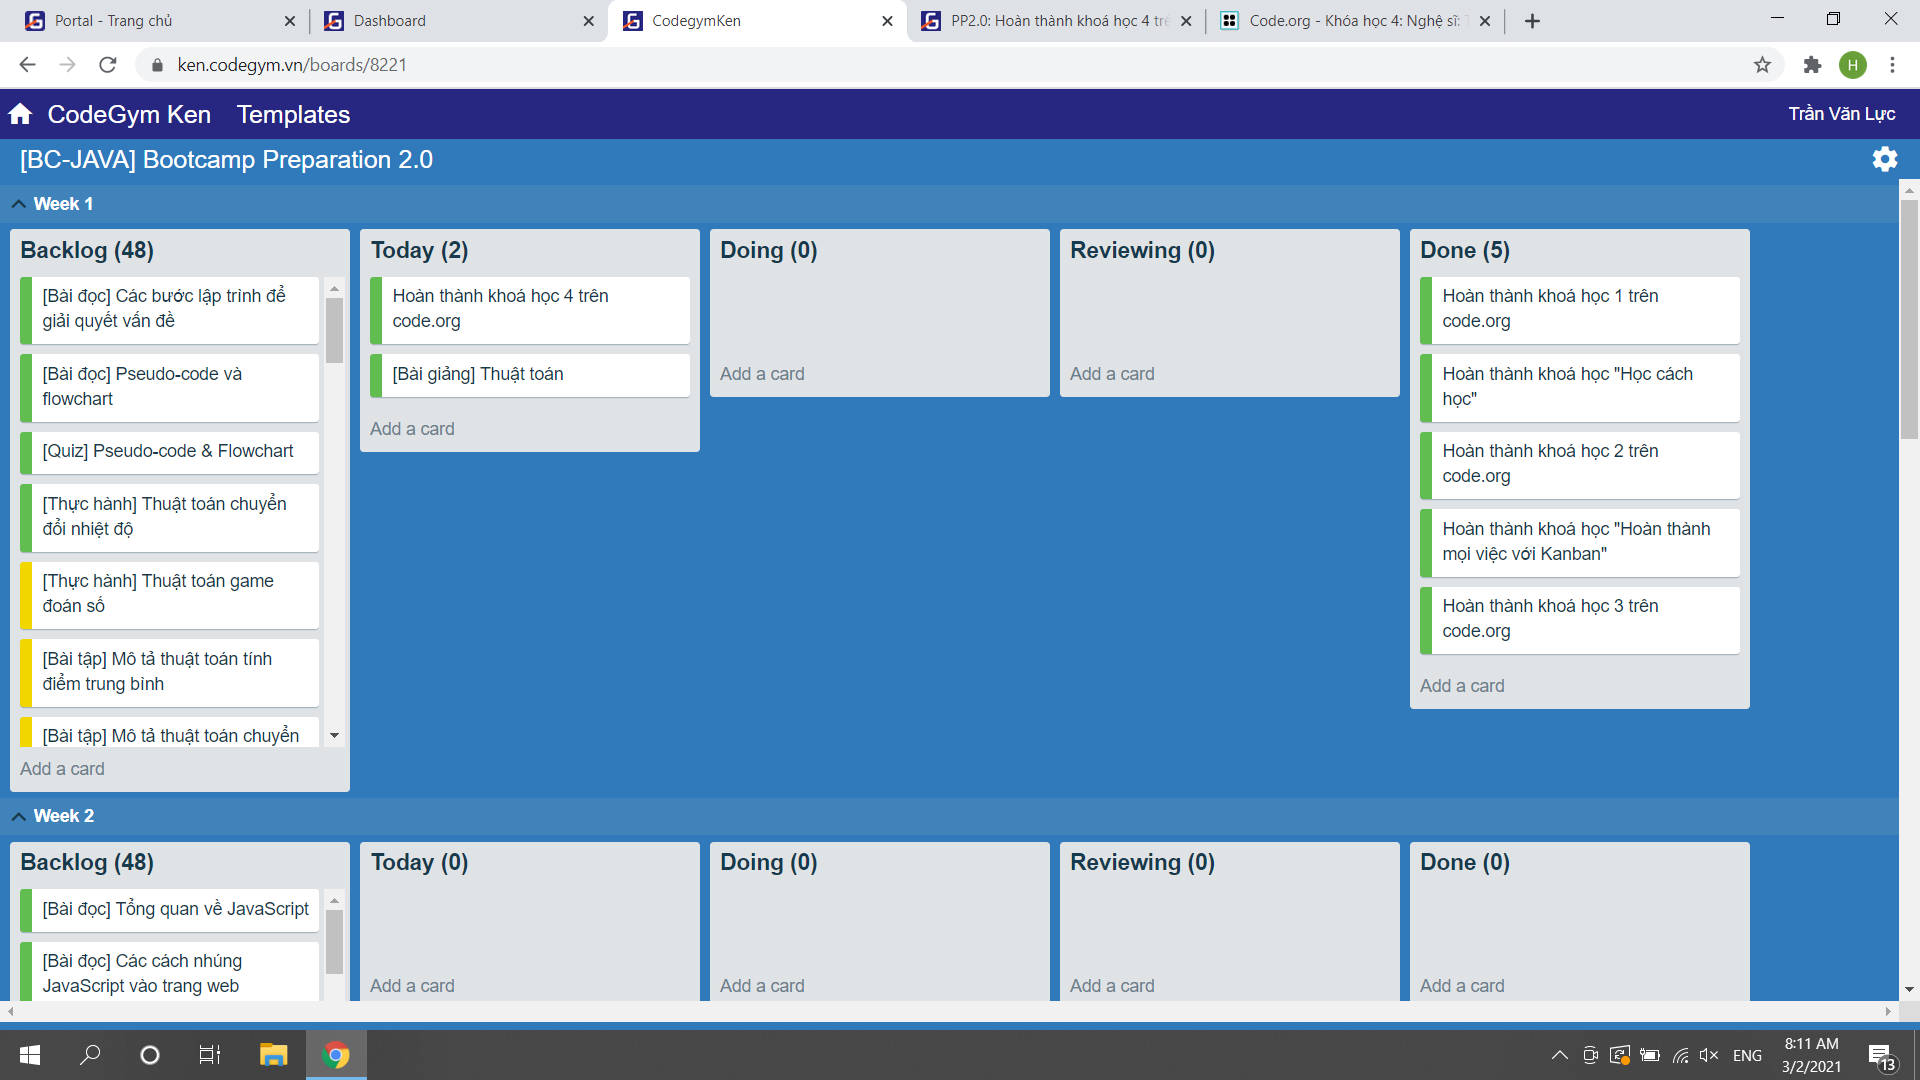 Portal - Trang chủ
Dashboard
CodegymKen
PP2.0: Hoàn thành khoá học 4 trê
Code.org - Khóa học 4: Nghệ sĩ:
ken.codegym.vn/boards/8221
H
CodeGym Ken
Templates
Trần Văn Lực
[BC-JAVA] Bootcamp Preparation 2.0
Week 1
Backlog (48)
[Bài đọc] Các bước lập trình để
giải quyết vấn đề
[Bài đọc] Pseudo-code và
flowchart
[Quiz] Pseudo-code & Flowchart
[Thực hành] Thuật toán chuyển
đổi nhiệt độ
[Thực hành] Thuật toán game
đoán số
[Bài tập] Mô tả thuật toán tính
điểm trung bình
[Bài tập] Mô tả thuật toán chuyển
Add a card
Today (2)
Hoàn thành khoá học 4 trên
code.org
[Bài giảng] Thuật toán
Add a card
Doing (0)
Add a card
Reviewing (0)
Add a card
Done (5)
Hoàn thành khoá học 1 trên
code.org
Hoàn thành khoá học "Học cách
học"
Hoàn thành khoá học 2 trên
code.org
Hoàn thành khoá học "Hoàn thành
mọi việc với Kanban"
Hoàn thành khoá học 3 trên
code.org
Add a card
Week 2
Backlog (48)
[Bài đọc] Tổng quan về JavaScript
[Bài đọc] Các cách nhúng
JavaScript vào trang web
Today (0)
Add a card
Doing (0)
Add a card
Reviewing (0)
Add a card
Done (0)
Add a card
ENG
8:11 AM
3/2/2021
13